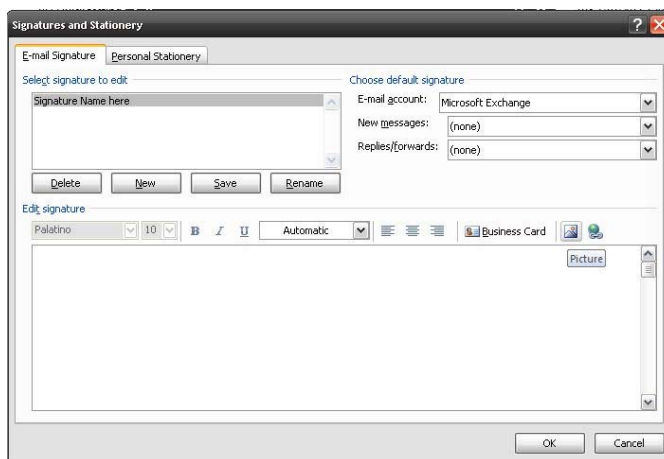 Signatures and Stationery
E-mail Signature Personal Stationery
Select signature to edit
Signature Name here
Delete New Save Rename
Choose default signature
E-mail account: Microsoft Exchange
New messages: (none)
Replies/forwards: (none)
Edit signature
Palatino 10 B I U Automatic Business Card
Picture
OK Cancel